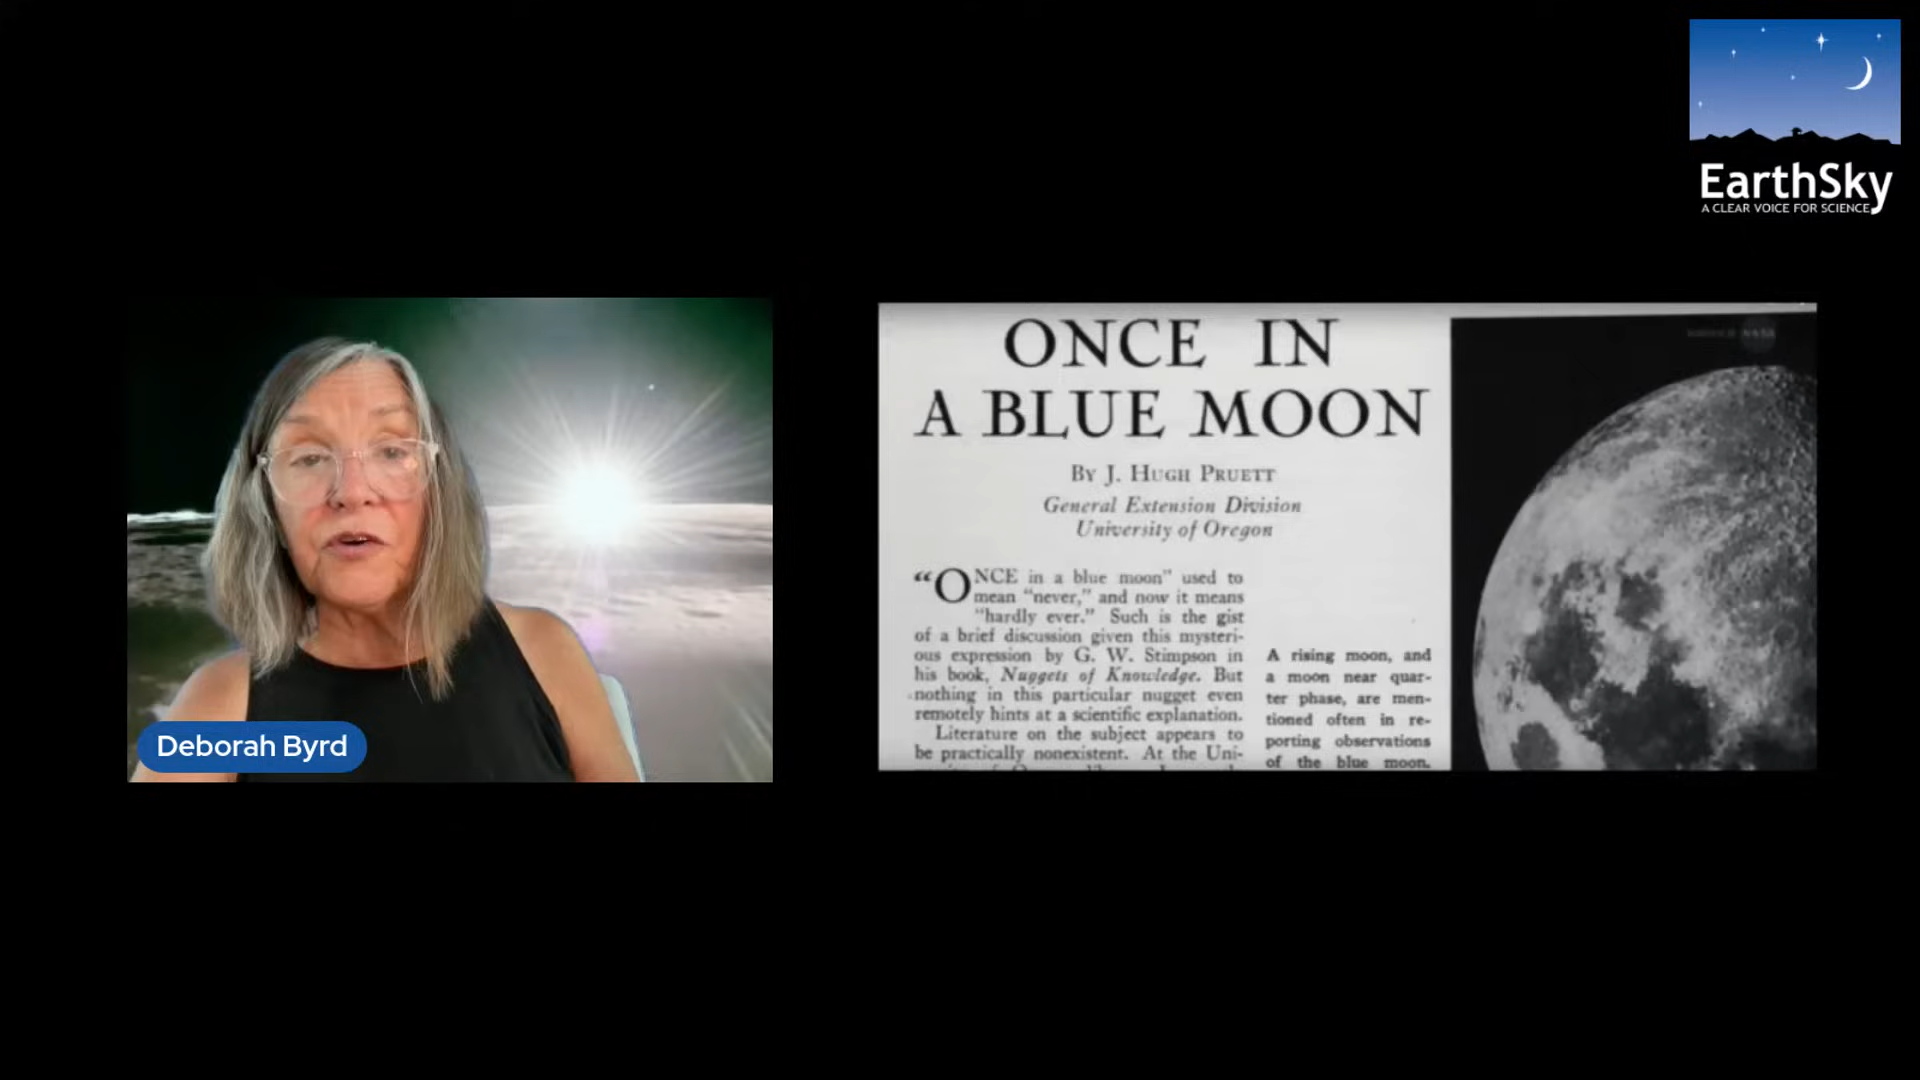 EarthSky
A CLEAR VOICE FOR SCIENCE
Deborah Byrd
ONCE IN
A BLUE MOON
BY J. HUGH PRUETT
General Extension Division
University of Oregon
“ONCE in a blue moon” used to
mean “never,” and now it means
“hardly ever.” Such is the gist
of a brief discussion given this mysteri-
ous expression by G. W. Stimpson in
his book, Nuggets of Knowledge. But
nothing in this particular nugget even
remotely hints at a scientific explanation.
Literature on the subject appears to
be practically nonexistent. At the Uni-
A rising moon, and
a moon near quar-
ter phase, are men-
tioned often in re-
porting observations
of the blue moon.